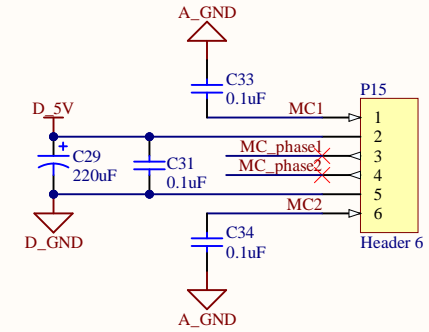 A_GND
C33
0.1uF
P15
D_5V
MC1
1
2
MC_phase1
3
C29
220uF
C31
0.1uF
MC_phase2
4
5
MC2
6
D_GND
C34
0.1uF
Header 6
A_GND